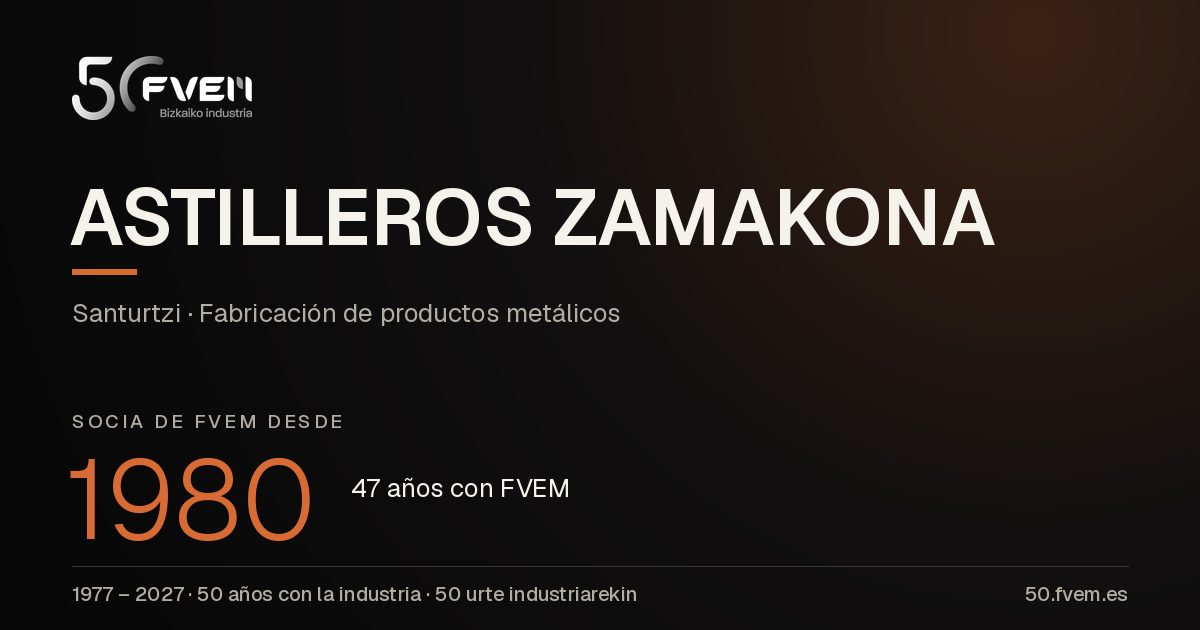 50 FVEM
Bizkaiko industria
ASTILLEROS ZAMAKONA
Santurtzi · Fabricación de productos metálicos
SOCIA DE FVEM DESDE
1980
47 años con FVEM
1977 – 2027 · 50 años con la industria · 50 urte industriarekin
50.fvem.es